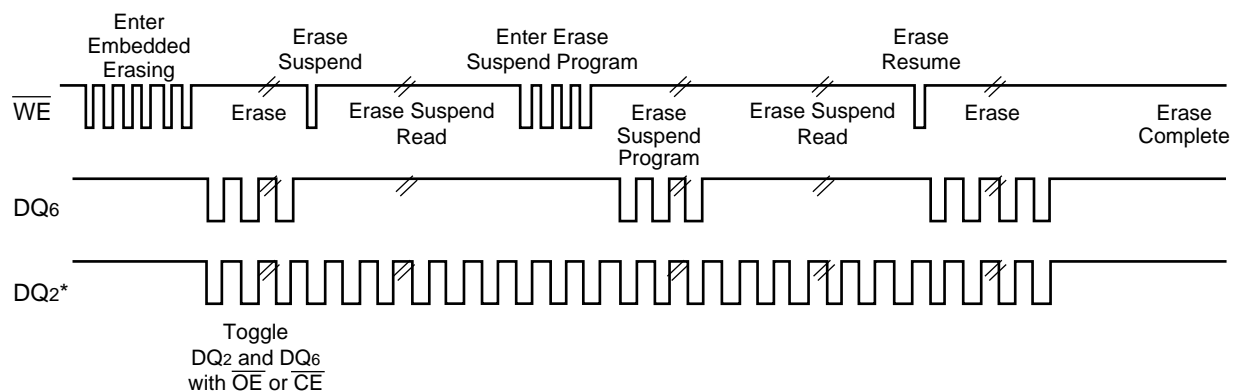 Enter
Embedded
Erasing
Erase
Suspend
Enter Erase
Suspend Program
Erase
Resume
WE
Erase
Erase Suspend
Read
Erase
Suspend
Program
Erase Suspend
Read
Erase
Erase
Complete
DQ6
DQ2*
Toggle
DQ2 and DQ6
with OE or CE